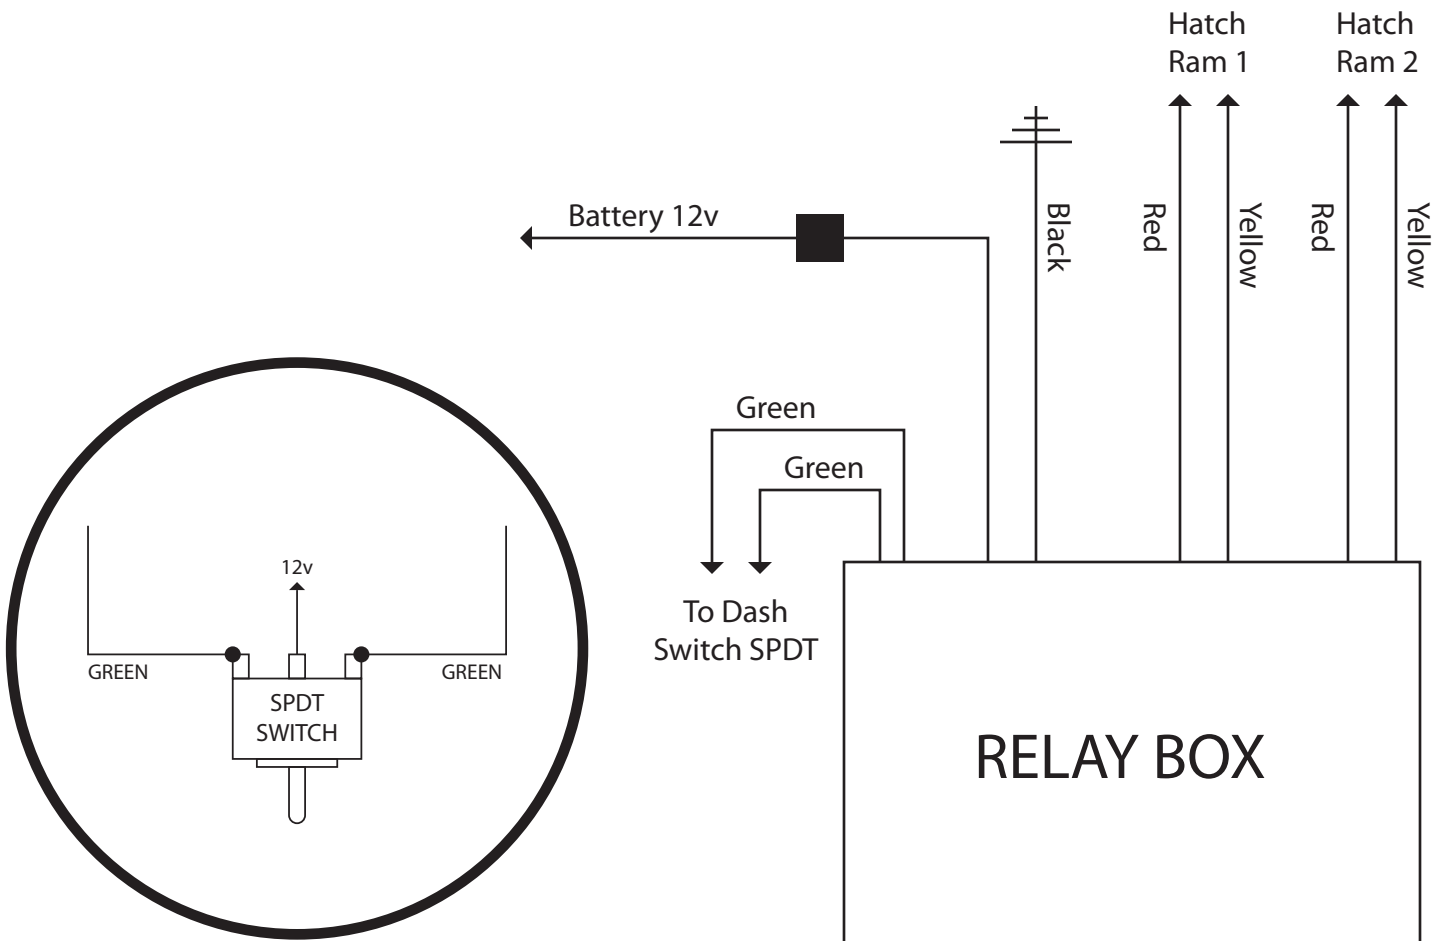 Hatch
Ram 1
Hatch
Ram 2
Battery 12v
Black
Red
Yellow
Red
Yellow
Green
Green
To Dash
Switch SPDT
12v
GREEN
GREEN
SPDT
SWITCH
RELAY BOX